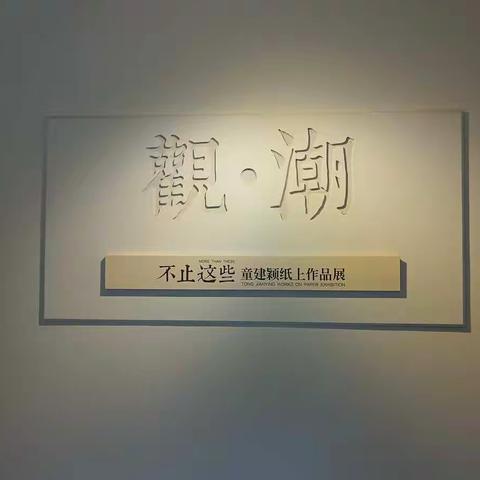 觀·潮
MORE THAN THESE
不止这些 童建颖纸上作品展
TONG JIANYING WORKS ON PAPER EXHIBITION